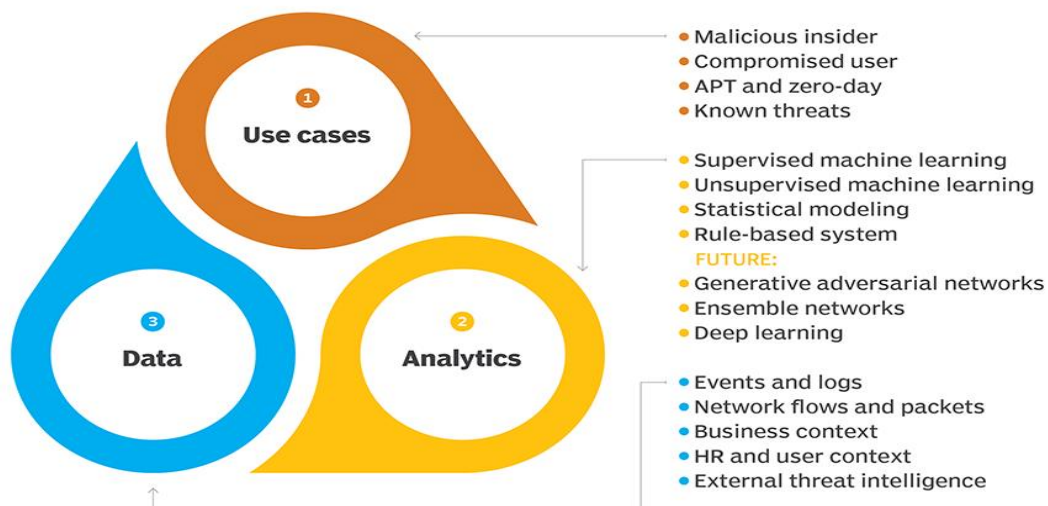 1
Use cases
• Malicious insider
• Compromised user
• APT and zero-day
• Known threats
2
Analytics
• Supervised machine learning
• Unsupervised machine learning
• Statistical modeling
• Rule-based system
FUTURE:
• Generative adversarial networks
• Ensemble networks
• Deep learning
3
Data
• Events and logs
• Network flows and packets
• Business context
• HR and user context
• External threat intelligence